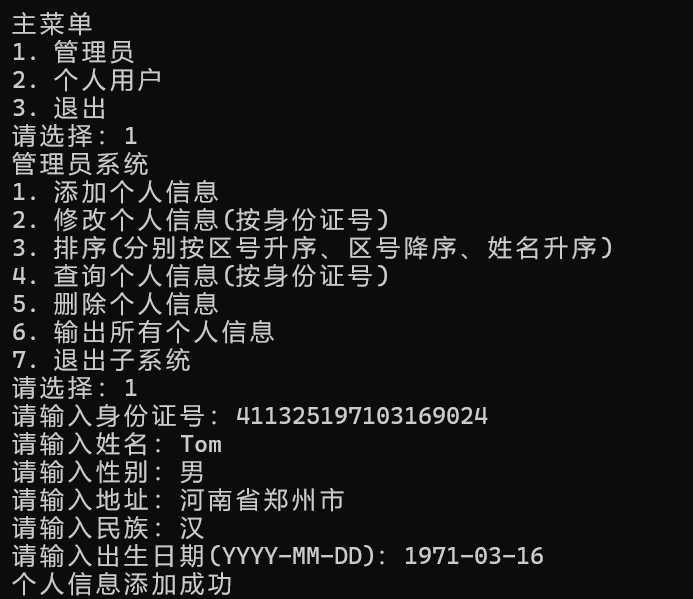 主菜单
1. 管理员
2. 个人用户
3. 退出
请选择: 1
管理员系统
1. 添加个人信息
2. 修改个人信息(按身份证号)
3. 排序(分别按区号升序、区号降序、姓名升序)
4. 查询个人信息(按身份证号)
5. 删除个人信息
6. 输出所有个人信息
7. 退出子系统
请选择: 1
请输入身份证号: 411325197103169024
请输入姓名: Tom
请输入性别: 男
请输入地址: 河南省郑州市
请输入民族: 汉
请输入出生日期(YYYY-MM-DD): 1971-03-16
个人信息添加成功